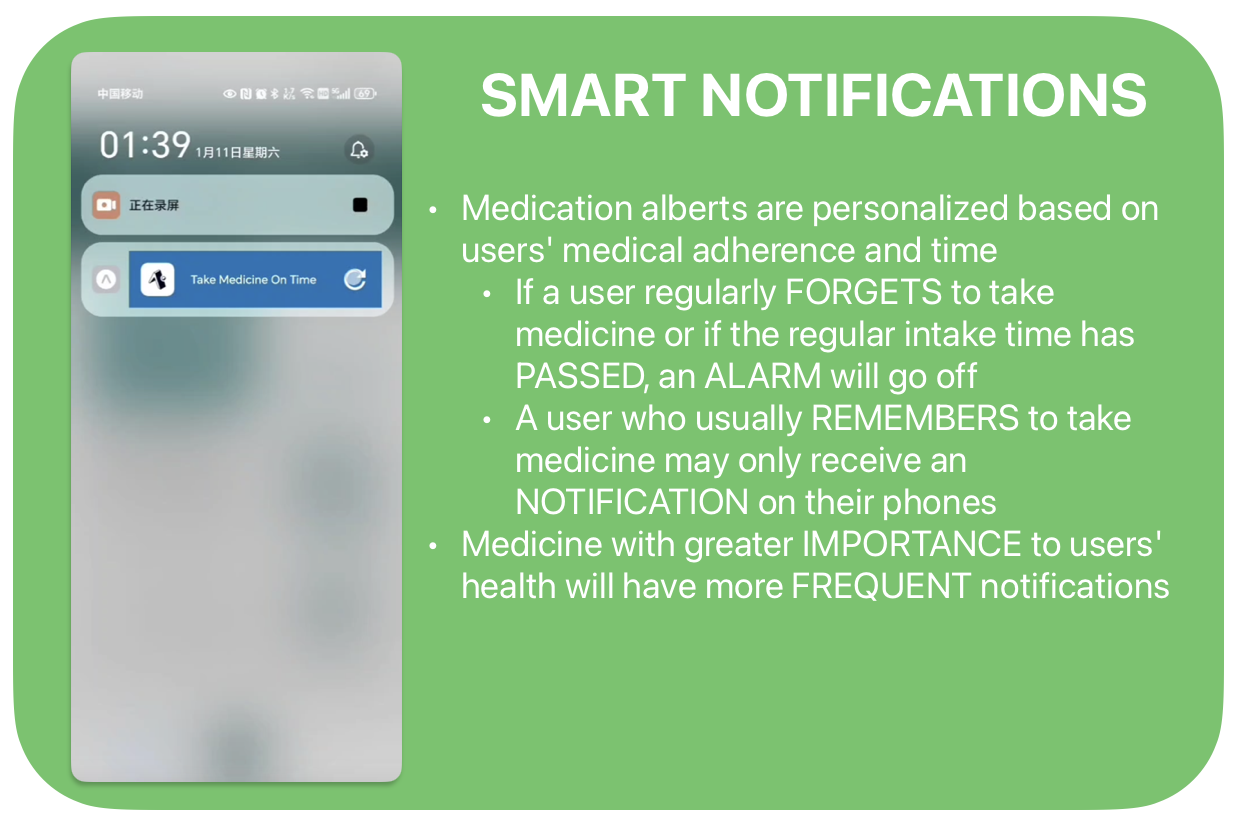 中国移动
69
01:39 1月11日星期六
正在录屏
Take Medicine On Time
SMART NOTIFICATIONS
• Medication alberts are personalized based on
users' medical adherence and time
• If a user regularly FORGETS to take
medicine or if the regular intake time has
PASSED, an ALARM will go off
• A user who usually REMEMBERS to take
medicine may only receive an
NOTIFICATION on their phones
• Medicine with greater IMPORTANCE to users'
health will have more FREQUENT notifications